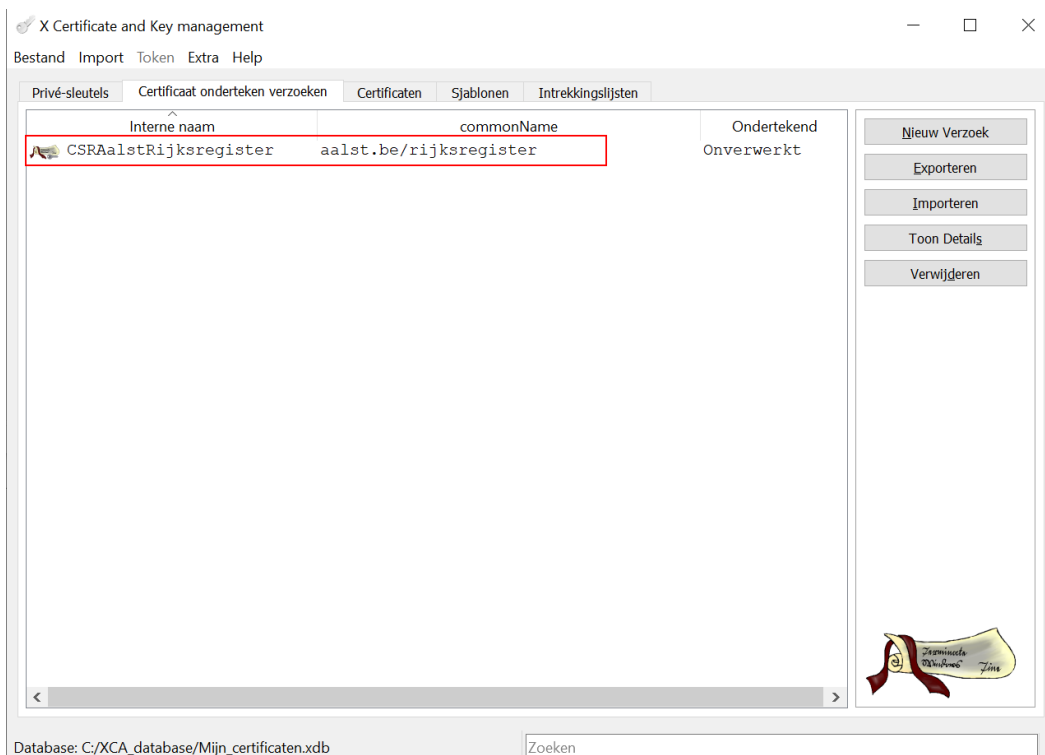 X Certificate and Key management
Bestand Import Token Extra Help
Privé-sleutels Certificaat onderteken verzoeken Certificaten Sjablonen Intrekkingslijsten
Interne naam commonName Ondertekend
CSRAalstRijksregister aalst.be/rijksregister Onverwerkt
Nieuw Verzoek
Exporteren
Importeren
Toon Details
Verwijderen
Database: C:/XCA_database/Mijn_certificaten.xdb
Zoeken